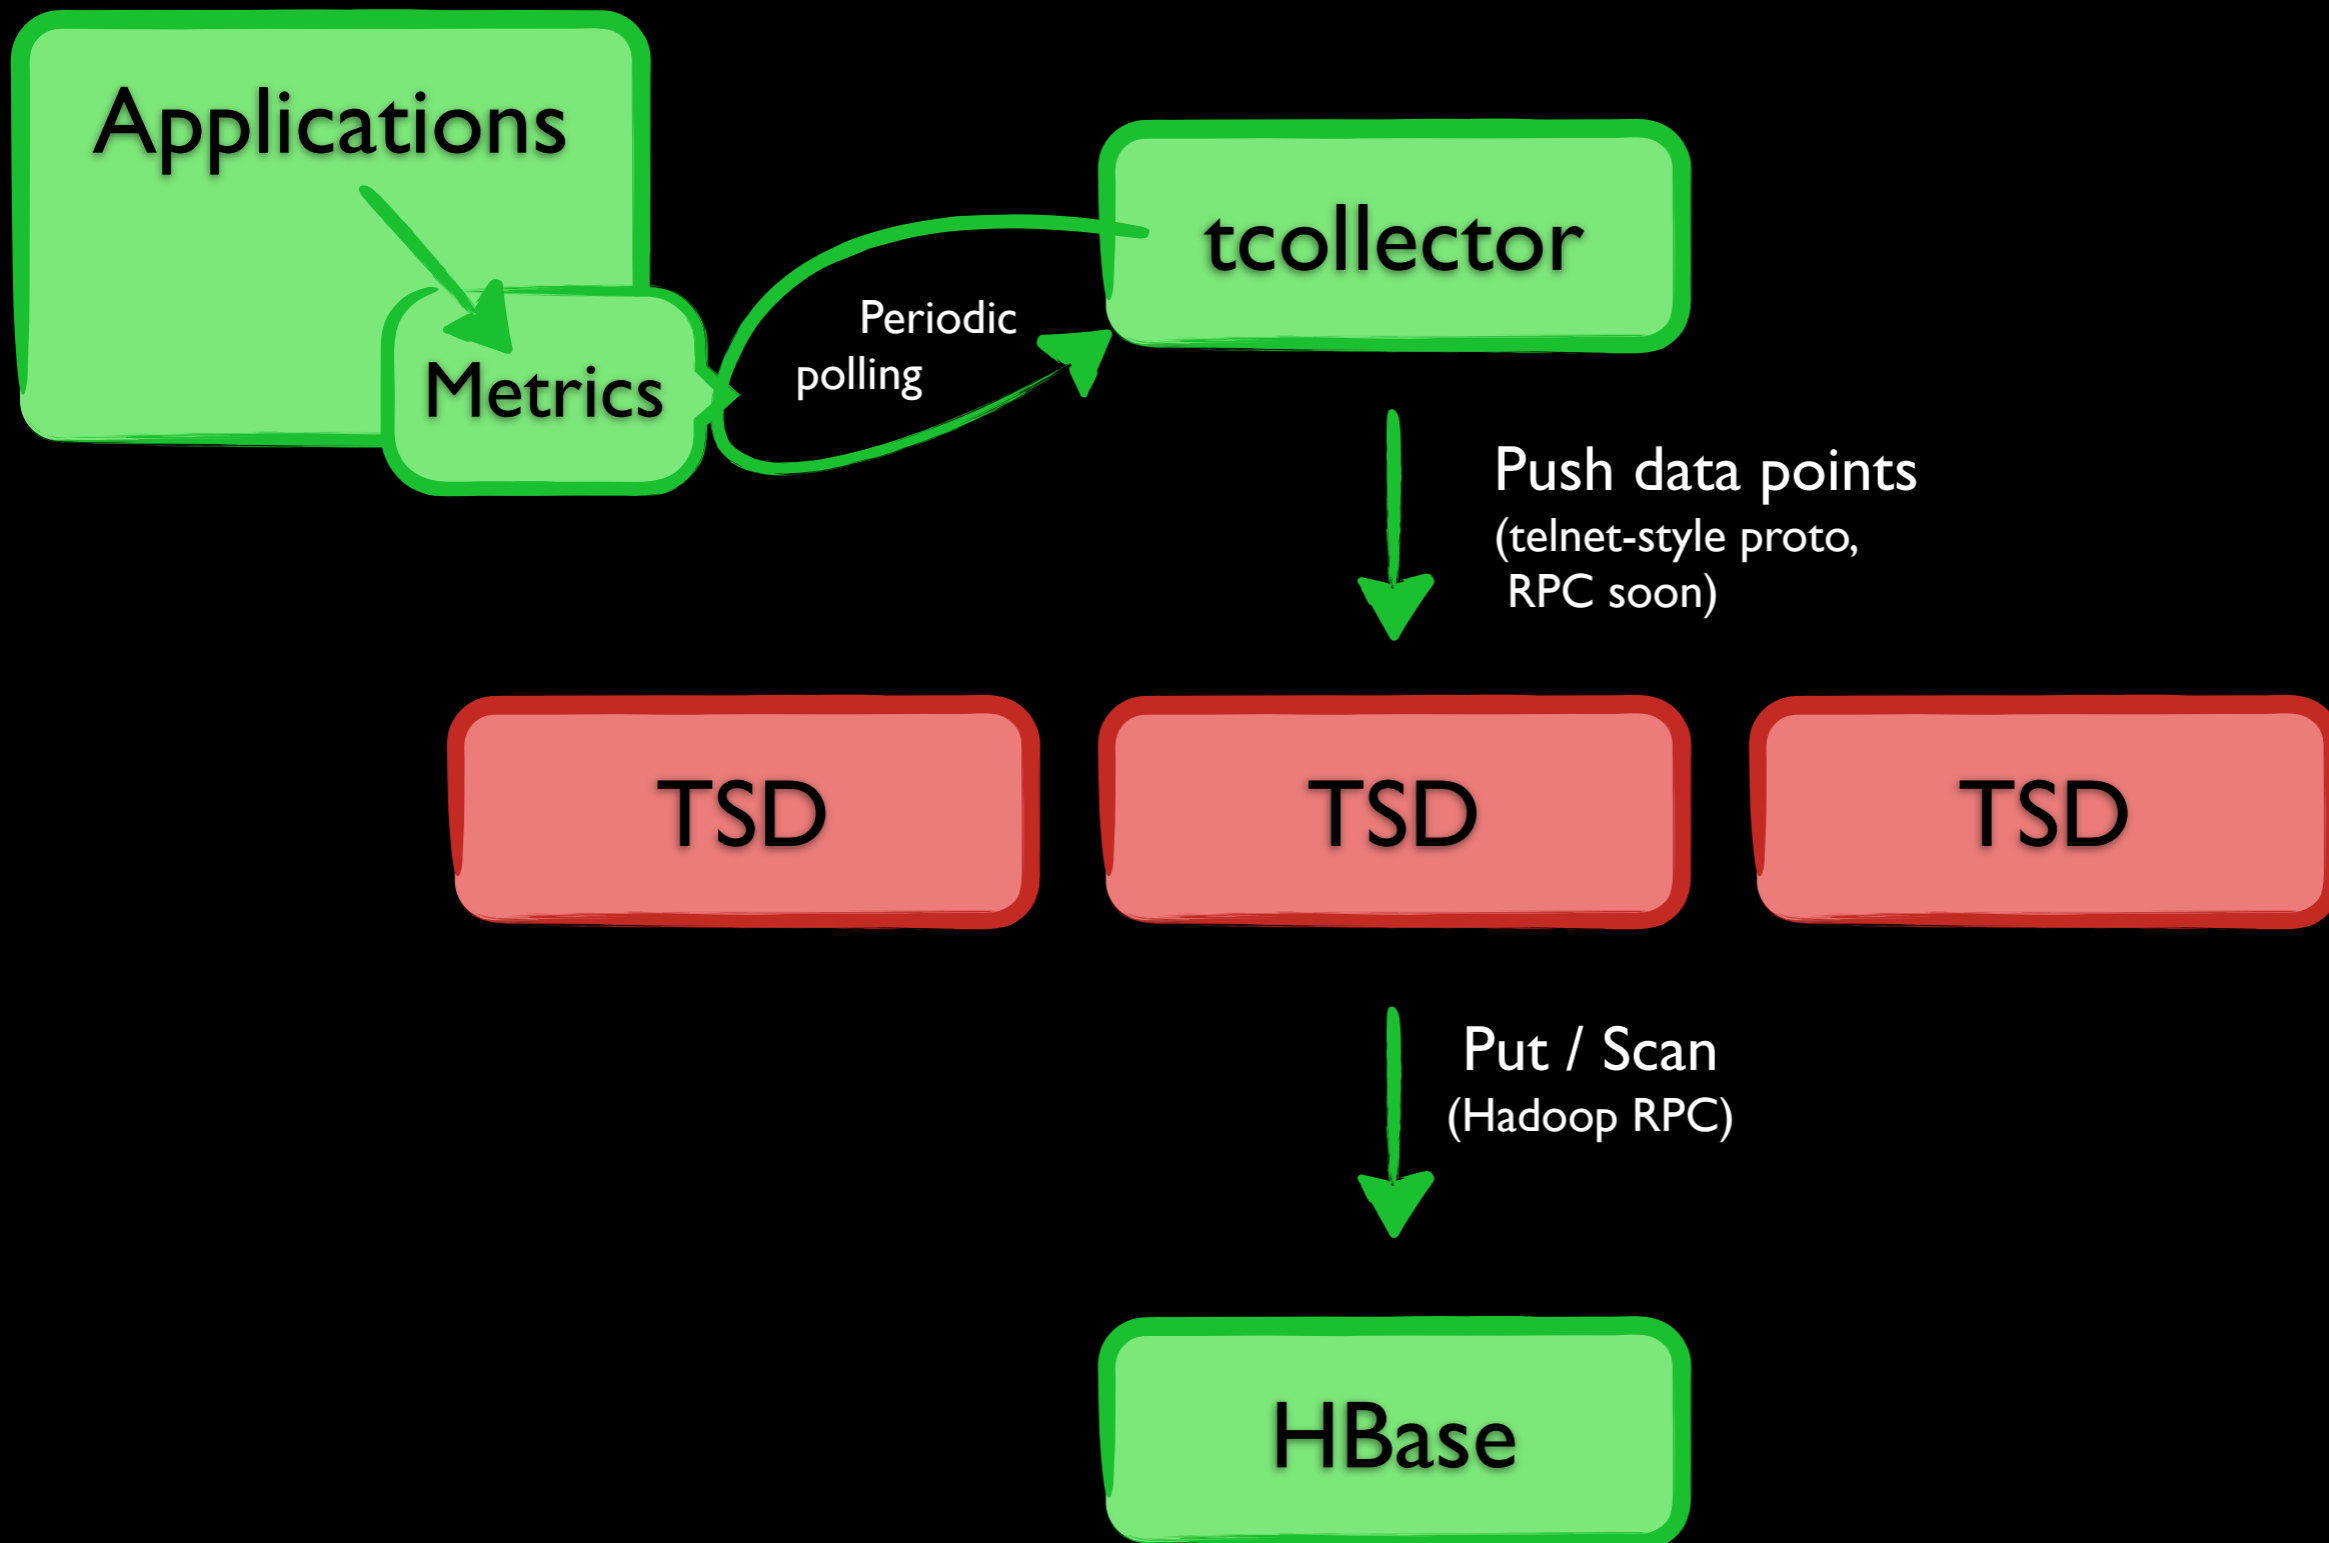 Applications
tcollector
Periodic
polling
Metrics
Push data points
(telnet-style proto,
RPC soon)
TSD
TSD
TSD
Put / Scan
(Hadoop RPC)
HBase